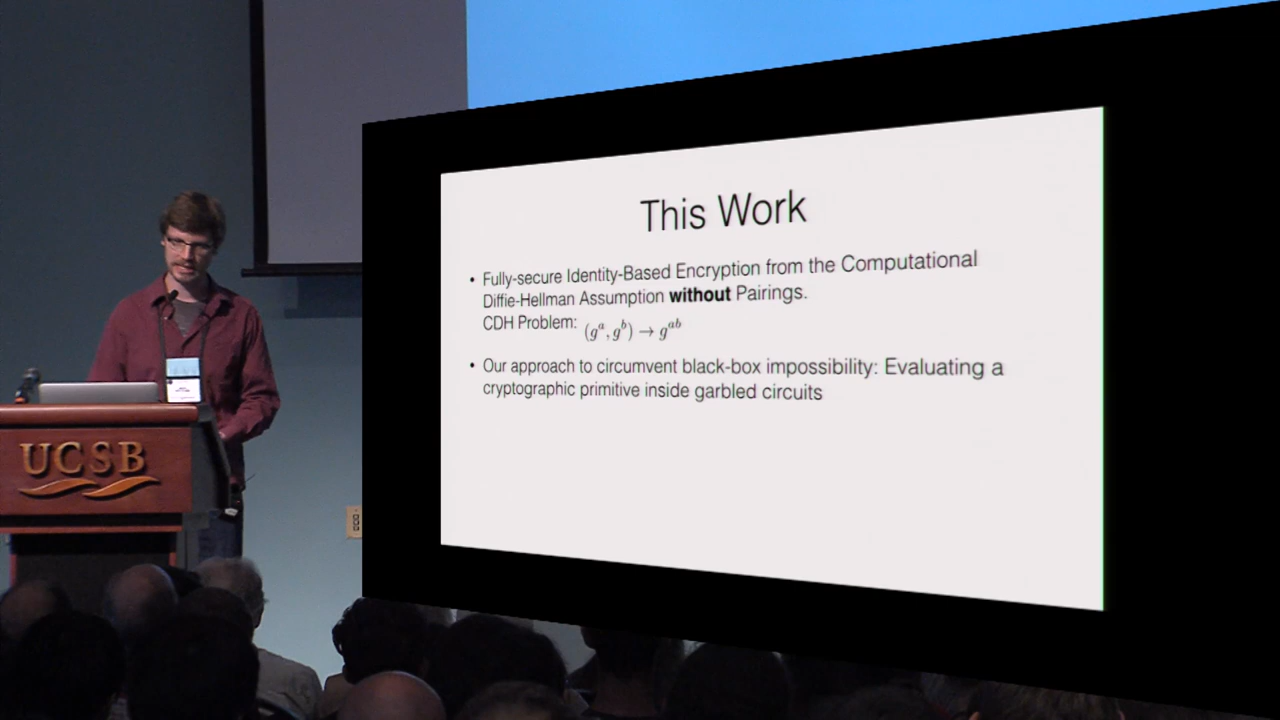 This Work
• Fully-secure Identity-Based Encryption from the Computational
Diffie-Hellman Assumption without Pairings.
CDH Problem: (g^a, g^b) → g^{ab}
• Our approach to circumvent black-box impossibility: Evaluating a
cryptographic primitive inside garbled circuits
UCSB